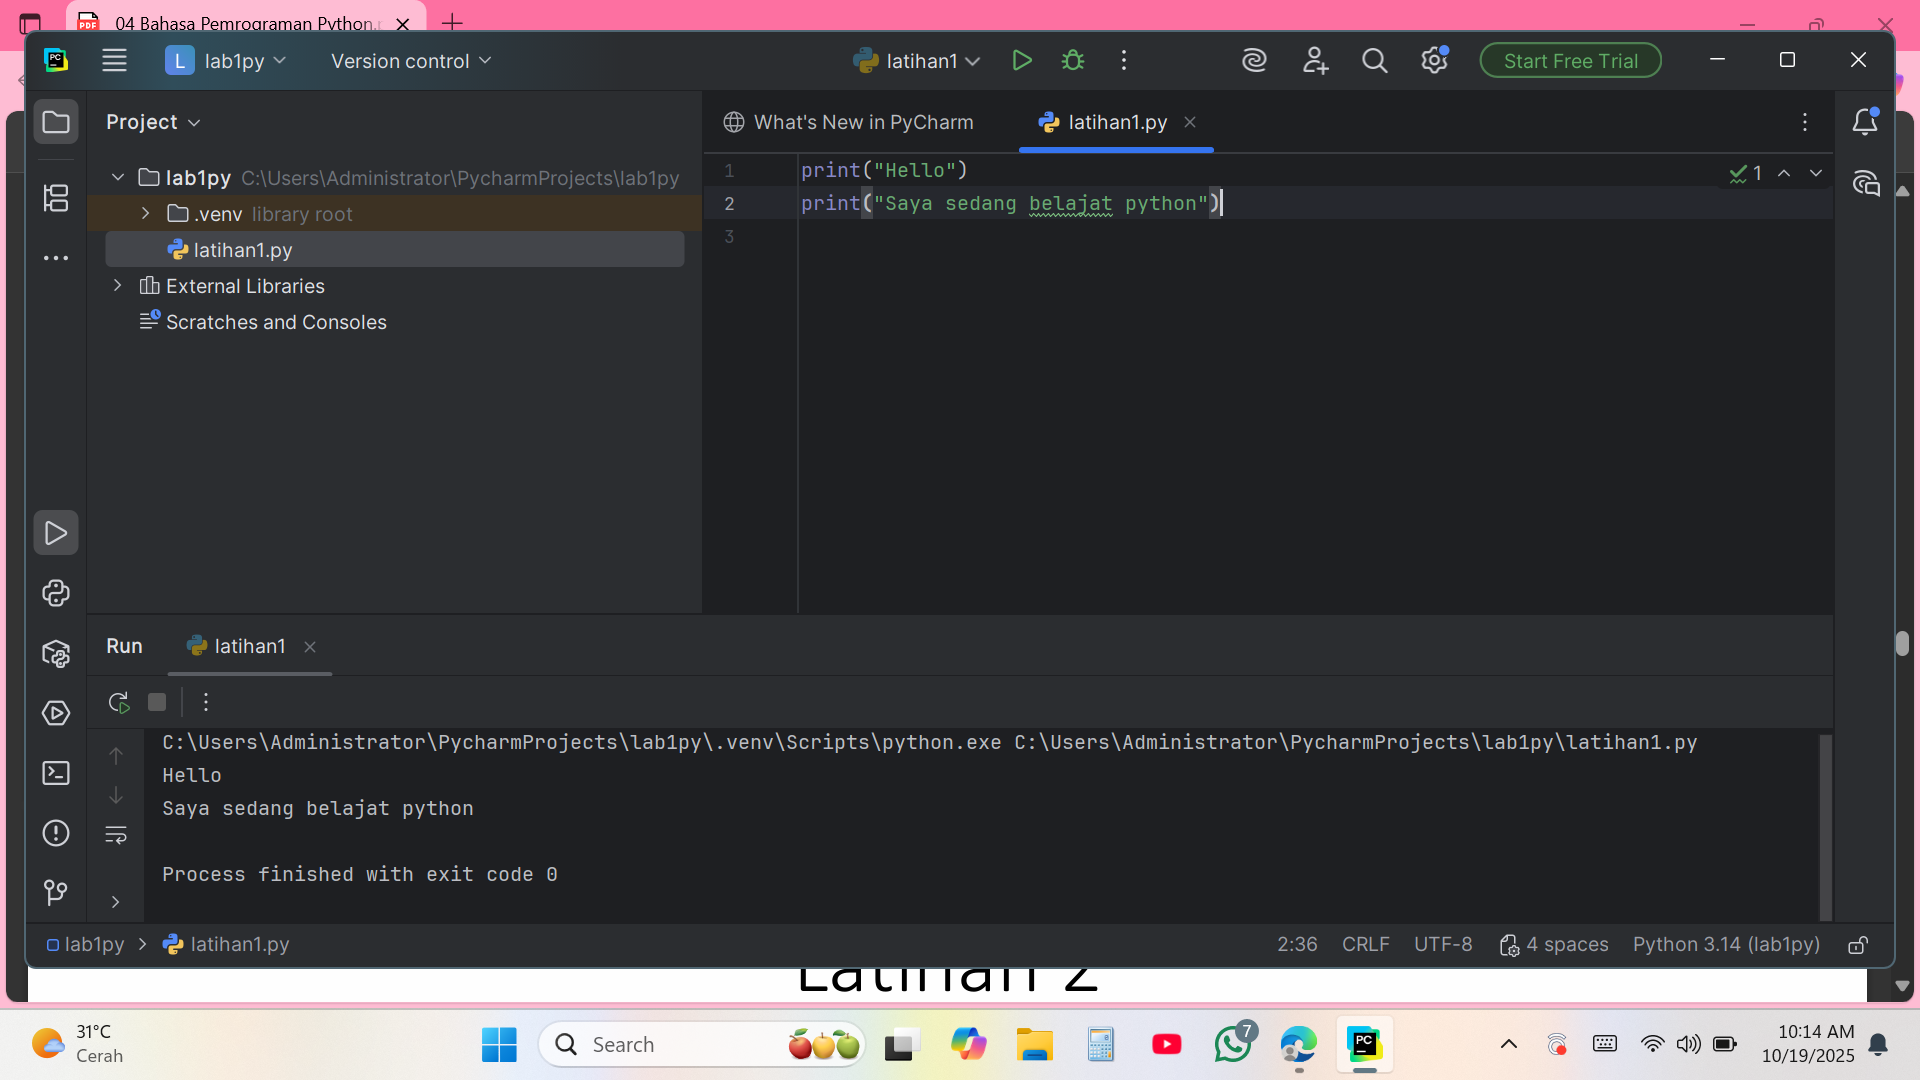 04 Bahasa Pemrograman Python.p
PC
L lab1py
Version control
latihan1
Start Free Trial
Project
What's New in PyCharm
latihan1.py
lab1py C:\Users\Administrator\PycharmProjects\lab1py
.venv library root
latihan1.py
External Libraries
Scratches and Consoles
1 print("Hello")
2 print("Saya sedang belajat python")
3
1
Run
latihan1
C:\Users\Administrator\PycharmProjects\lab1py\.venv\Scripts\python.exe C:\Users\Administrator\PycharmProjects\lab1py\latihan1.py
Hello
Saya sedang belajat python
Process finished with exit code 0
lab1py > latihan1.py
2:36 CRLF UTF-8 4 spaces Python 3.14 (lab1py)
Latihan 2
31°C
Cerah
Search
7
PC
10:14 AM
10/19/2025